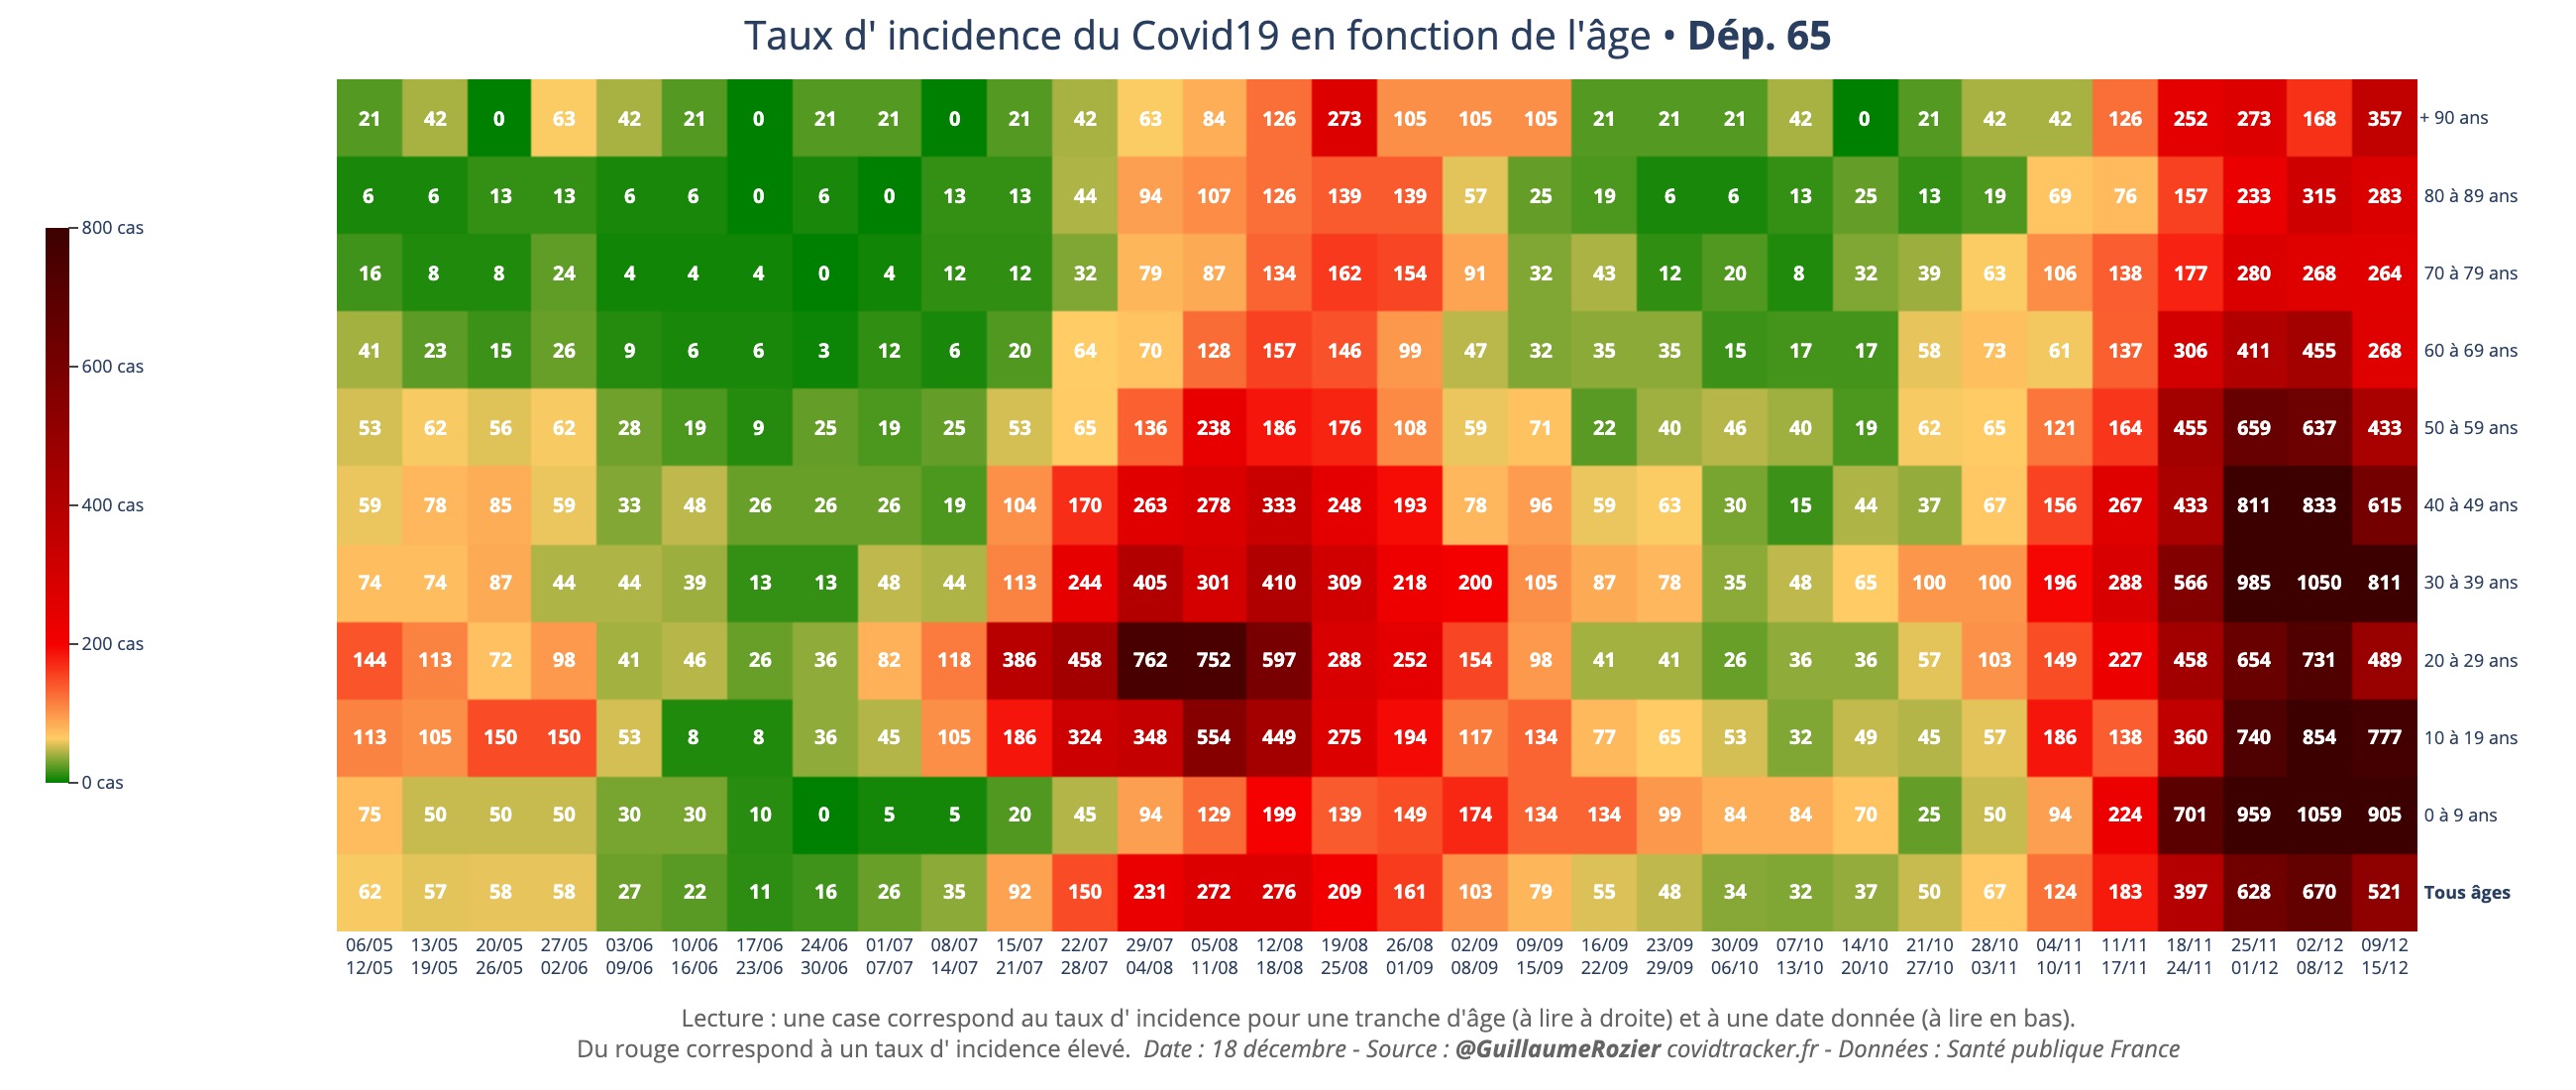 Taux d' incidence du Covid19 en fonction de l'âge • Dép. 65
21 42 0 63 42 21 0 21 21 0 21 42 63 84 126 273 105 105 105 21 21 21 42 0 21 42 42 126 252 273 168 357 + 90 ans
6 6 13 13 6 6 0 6 0 13 13 44 94 107 126 139 139 57 25 19 6 6 13 25 13 19 69 76 157 233 315 283 80 à 89 ans
800 cas
16 8 8 24 4 4 4 0 4 12 12 32 79 87 134 162 154 91 32 43 12 20 8 32 39 63 106 138 177 280 268 264 70 à 79 ans
41 23 15 26 9 6 6 3 12 6 20 64 70 128 157 146 99 47 32 35 35 15 17 17 58 73 61 137 306 411 455 268 60 à 69 ans
600 cas
53 62 56 62 28 19 9 25 19 25 53 65 136 238 186 176 108 59 71 22 40 46 40 19 62 65 121 164 455 659 637 433 50 à 59 ans
400 cas
59 78 85 59 33 48 26 26 26 19 104 170 263 278 333 248 193 78 96 59 63 30 15 44 37 67 156 267 433 811 833 615 40 à 49 ans
74 74 87 44 44 39 13 13 48 44 113 244 405 301 410 309 218 200 105 87 78 35 48 65 100 100 196 288 566 985 1050 811 30 à 39 ans
200 cas
144 113 72 98 41 46 26 36 82 118 386 458 762 752 597 288 252 154 98 41 41 26 36 36 57 103 149 227 458 654 731 489 20 à 29 ans
113 105 150 150 53 8 8 36 45 105 186 324 348 554 449 275 194 117 134 77 65 53 32 49 45 57 186 138 360 740 854 777 10 à 19 ans
0 cas
75 50 50 50 30 30 10 0 5 5 20 45 94 129 199 139 149 174 134 134 99 84 84 70 25 50 94 224 701 959 1059 905 0 à 9 ans
62 57 58 58 27 22 11 16 26 35 92 150 231 272 276 209 161 103 79 55 48 34 32 37 50 67 124 183 397 628 670 521 Tous âges
06/05 13/05 20/05 27/05 03/06 10/06 17/06 24/06 01/07 08/07 15/07 22/07 29/07 05/08 12/08 19/08 26/08 02/09 09/09 16/09 23/09 30/09 07/10 14/10 21/10 28/10 04/11 11/11 18/11 25/11 02/12 09/12
12/05 19/05 26/05 02/06 09/06 16/06 23/06 30/06 07/07 14/07 21/07 28/07 04/08 11/08 18/08 25/08 01/09 08/09 15/09 22/09 29/09 06/10 13/10 20/10 27/10 03/11 10/11 17/11 24/11 01/12 08/12 15/12
Lecture : une case correspond au taux d' incidence pour une tranche d'âge (à lire à droite) et à une date donnée (à lire en bas).
Du rouge correspond à un taux d' incidence élevé. Date : 18 décembre - Source : @GuillaumeRozier covidtracker.fr - Données : Santé publique France